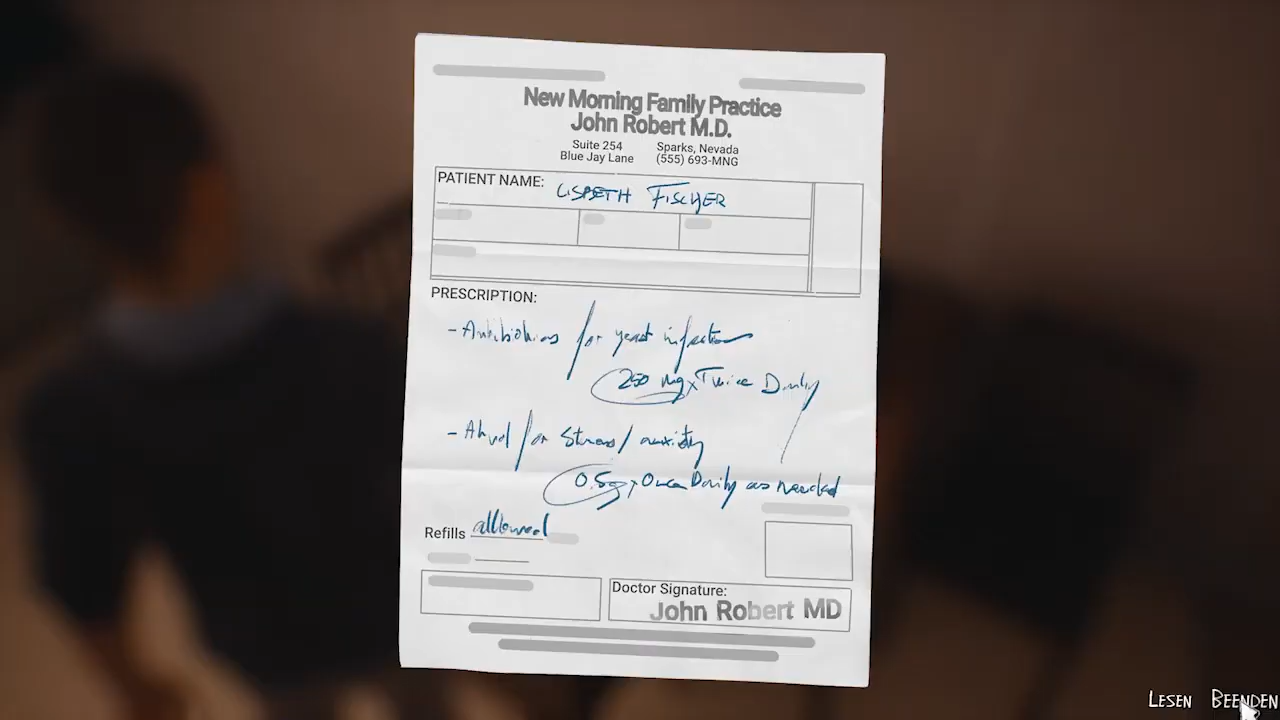 New Morning Family Practice
John Robert M.D.
Suite 254 Sparks, Nevada
Blue Jay Lane (555) 693-MNG
PATIENT NAME: LISBETH FISCHER
PRESCRIPTION:
- Antibiotics for yeast infection
250 mg x Twice Daily
- for Stress/ anxiety
0.5g x Once Daily as needed
Refills allowed
Doctor Signature:
John Robert MD
LESEN BEENDEN